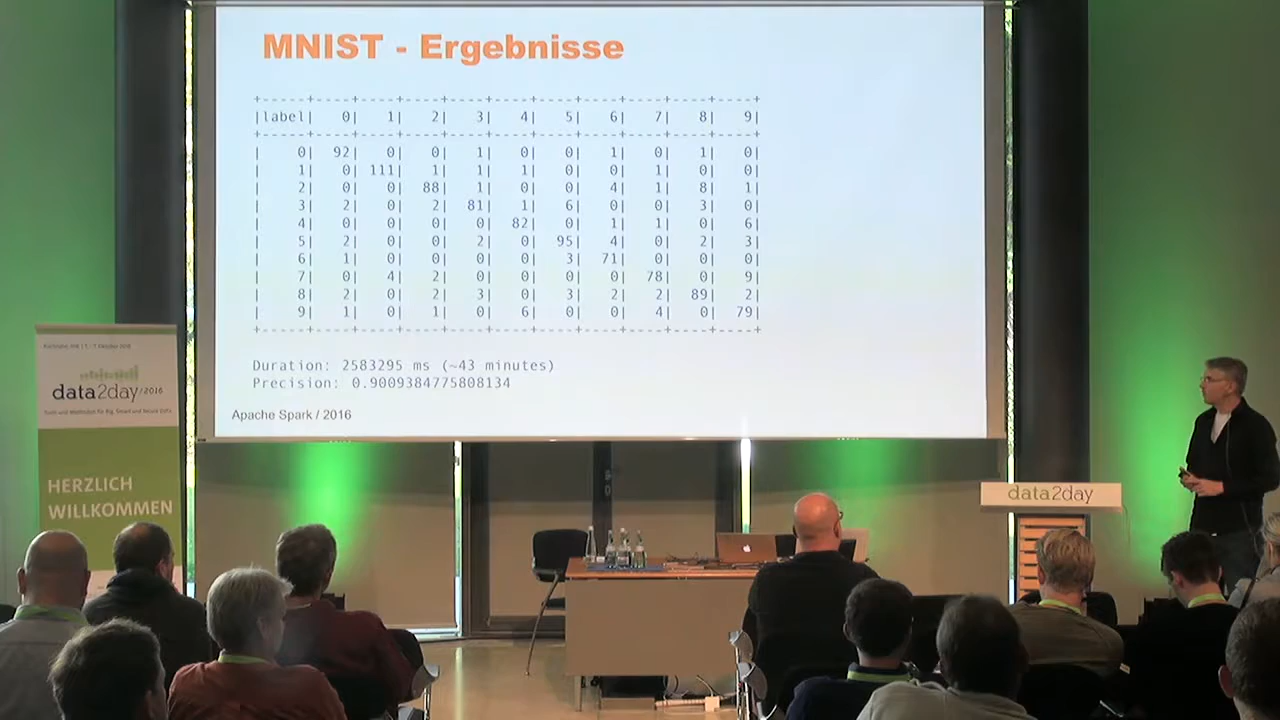 MNIST - Ergebnisse
+-----+---+---+---+---+---+---+---+---+---+---+
|label| 0| 1| 2| 3| 4| 5| 6| 7| 8| 9|
+-----+---+---+---+---+---+---+---+---+---+---+
| 0| 92| 0| 0| 1| 0| 0| 1| 0| 1| 0|
| 1| 0| 111| 1| 1| 1| 0| 0| 1| 0| 0|
| 2| 0| 0| 88| 1| 0| 0| 4| 1| 8| 1|
| 3| 2| 0| 2| 81| 1| 6| 0| 0| 3| 0|
| 4| 0| 0| 0| 0| 82| 0| 1| 1| 0| 6|
| 5| 2| 0| 0| 2| 0| 95| 4| 0| 2| 3|
| 6| 1| 0| 0| 0| 0| 3| 71| 0| 0| 0|
| 7| 0| 4| 2| 0| 0| 0| 0| 78| 0| 9|
| 8| 2| 0| 2| 3| 0| 3| 2| 2| 89| 2|
| 9| 1| 0| 1| 0| 6| 0| 0| 4| 0| 79|
+-----+---+---+---+---+---+---+---+---+---+---+
Duration: 2583295 ms (~43 minutes)
Precision: 0.9009384775808134
Apache Spark / 2016
data2day/2016
HERZLICH
WILLKOMMEN
data2day